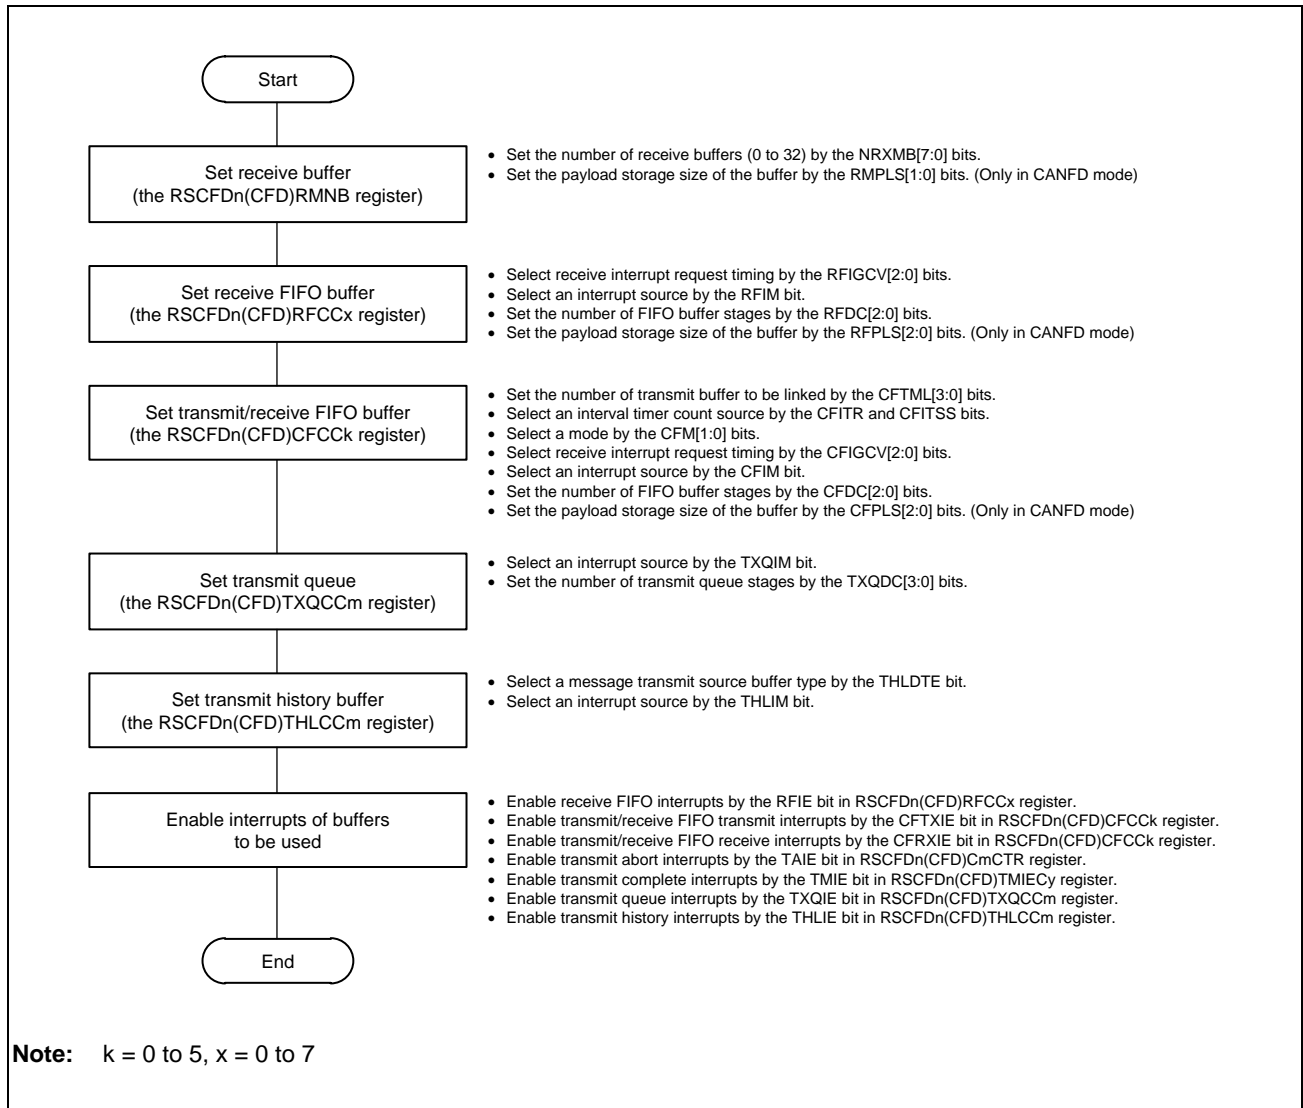 Start
Set receive buffer
(the RSCFDn(CFD)RMNB register)
• Set the number of receive buffers (0 to 32) by the NRXMB[7:0] bits.
• Set the payload storage size of the buffer by the RMPLS[1:0] bits. (Only in CANFD mode)
Set receive FIFO buffer
(the RSCFDn(CFD)RFCCx register)
• Select receive interrupt request timing by the RFIGCV[2:0] bits.
• Select an interrupt source by the RFIM bit.
• Set the number of FIFO buffer stages by the RFDC[2:0] bits.
• Set the payload storage size of the buffer by the RFPLS[2:0] bits. (Only in CANFD mode)
Set transmit/receive FIFO buffer
(the RSCFDn(CFD)CFCCk register)
• Set the number of transmit buffer to be linked by the CFTML[3:0] bits.
• Select an interval timer count source by the CFITR and CFITSS bits.
• Select a mode by the CFM[1:0] bits.
• Select receive interrupt request timing by the CFIGCV[2:0] bits.
• Select an interrupt source by the CFIM bit.
• Set the number of FIFO buffer stages by the CFDC[2:0] bits.
• Set the payload storage size of the buffer by the CFPLS[2:0] bits. (Only in CANFD mode)
Set transmit queue
(the RSCFDn(CFD)TXQCCm register)
• Select an interrupt source by the TXQIM bit.
• Set the number of transmit queue stages by the TXQDC[3:0] bits.
Set transmit history buffer
(the RSCFDn(CFD)THLCCm register)
• Select a message transmit source buffer type by the THLDTE bit.
• Select an interrupt source by the THLIM bit.
Enable interrupts of buffers
to be used
• Enable receive FIFO interrupts by the RFIE bit in RSCFDn(CFD)RFCCx register.
• Enable transmit/receive FIFO transmit interrupts by the CFTXIE bit in RSCFDn(CFD)CFCCk register.
• Enable transmit/receive FIFO receive interrupts by the CFRXIE bit in RSCFDn(CFD)CFCCk register.
• Enable transmit abort interrupts by the TAIE bit in RSCFDn(CFD)CmCTR register.
• Enable transmit complete interrupts by the TMIE bit in RSCFDn(CFD)TMIECy register.
• Enable transmit queue interrupts by the TXQIE bit in RSCFDn(CFD)TXQCCm register.
• Enable transmit history interrupts by the THLIE bit in RSCFDn(CFD)THLCCm register.
End
Note: k = 0 to 5, x = 0 to 7